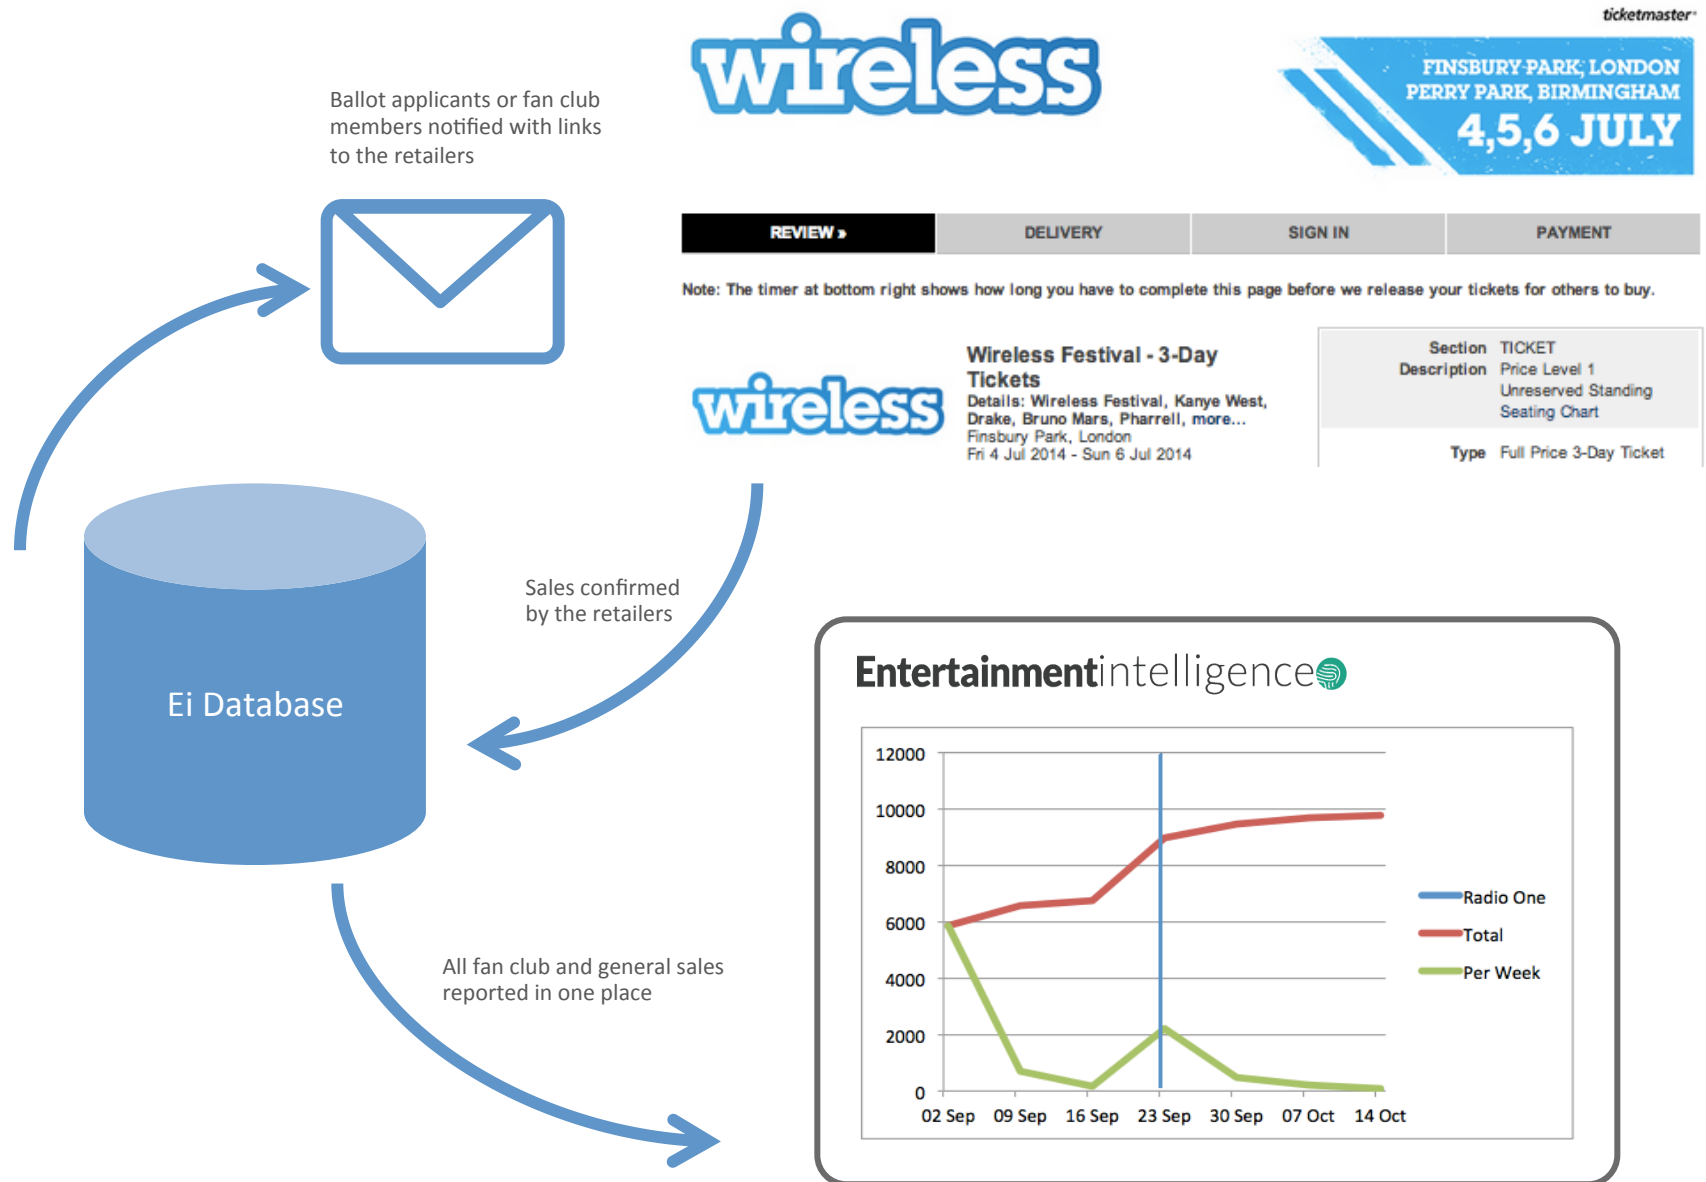 wireless
ticketmaster
FINSBURY PARK, LONDON
PERRY PARK, BIRMINGHAM
4,5,6 JULY
Ballot applicants or fan club
members notified with links
to the retailers
REVIEW »
DELIVERY
SIGN IN
PAYMENT
Note: The timer at bottom right shows how long you have to complete this page before we release your tickets for others to buy.
wireless
Wireless Festival - 3-Day
Tickets
Details: Wireless Festival, Kanye West,
Drake, Bruno Mars, Pharrell, more...
Finsbury Park, London
Fri 4 Jul 2014 - Sun 6 Jul 2014
Section TICKET
Description Price Level 1
Unreserved Standing
Seating Chart
Type Full Price 3-Day Ticket
Sales confirmed
by the retailers
Ei Database
All fan club and general sales
reported in one place
Entertainmentintelligence
12000
10000
8000
6000
4000
2000
0
02 Sep 09 Sep 16 Sep 23 Sep 30 Sep 07 Oct 14 Oct
Radio One
Total
Per Week